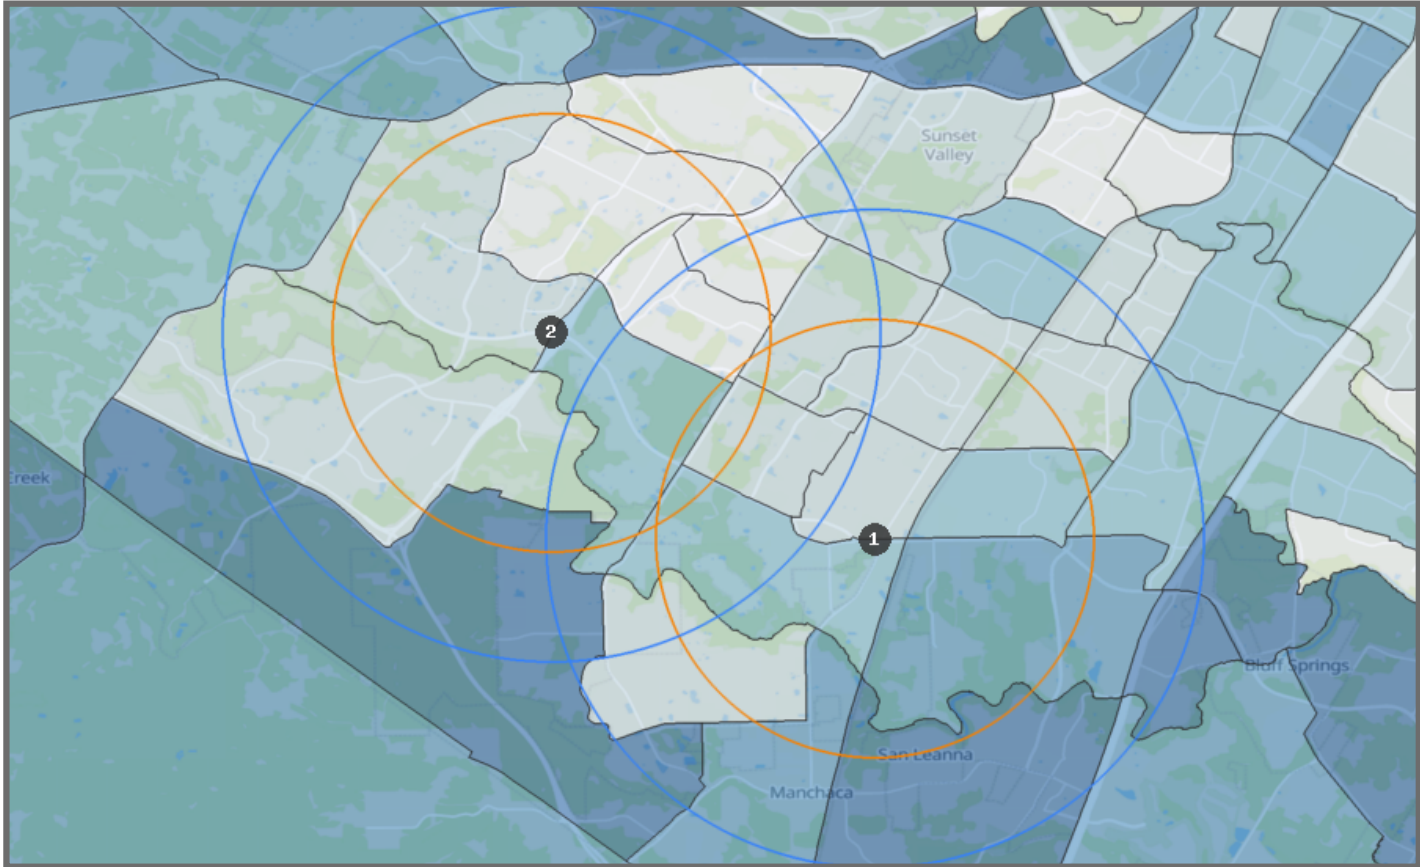 Sunset
Valley
2
Creek
1
Bluff Springs
San Leanna
Manchaca